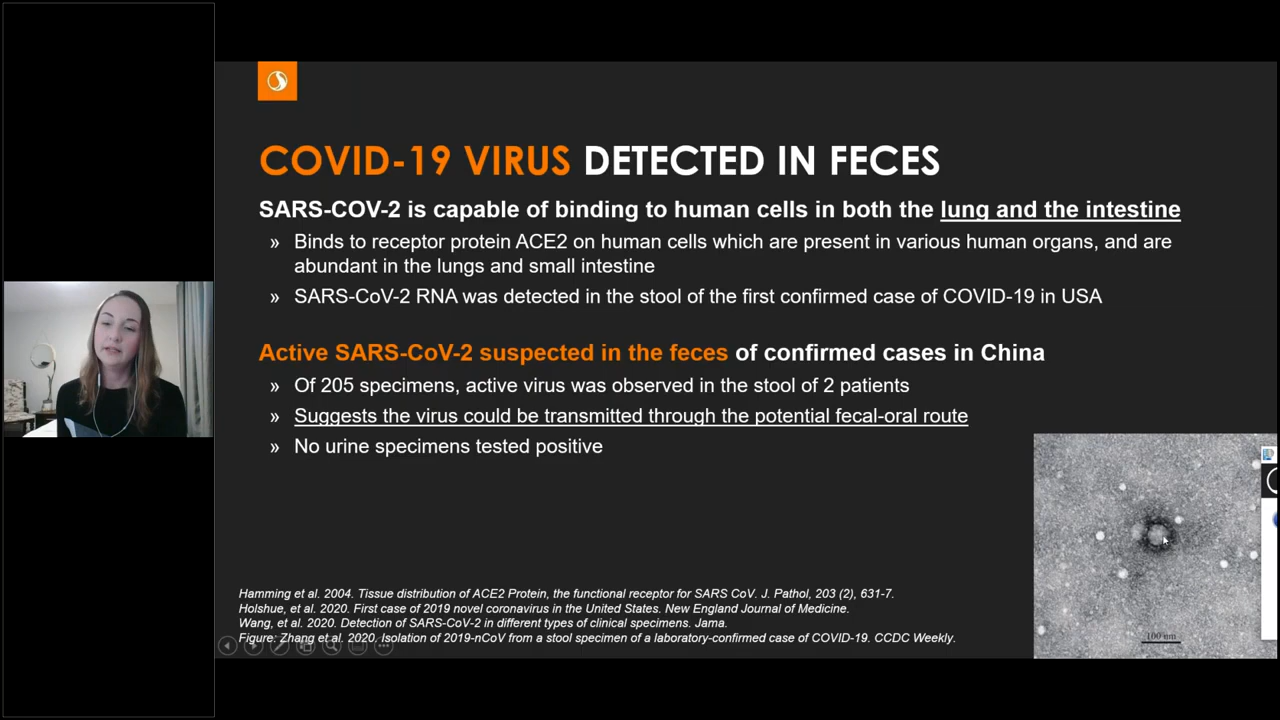 COVID-19 VIRUS DETECTED IN FECES
SARS-COV-2 is capable of binding to human cells in both the lung and the intestine
» Binds to receptor protein ACE2 on human cells which are present in various human organs, and are
abundant in the lungs and small intestine
» SARS-CoV-2 RNA was detected in the stool of the first confirmed case of COVID-19 in USA
Active SARS-CoV-2 suspected in the feces of confirmed cases in China
» Of 205 specimens, active virus was observed in the stool of 2 patients
» Suggests the virus could be transmitted through the potential fecal-oral route
» No urine specimens tested positive
Hamming et al. 2004. Tissue distribution of ACE2 Protein, the functional receptor for SARS CoV. J. Pathol, 203 (2), 631-7.
Holshue, et al. 2020. First case of 2019 novel coronavirus in the United States. New England Journal of Medicine.
Wang, et al. 2020. Detection of SARS-CoV-2 in different types of clinical specimens. Jama.
Figure: Zhang et al. 2020. Isolation of 2019-nCoV from a stool specimen of a laboratory-confirmed case of COVID-19. CCDC Weekly.
100 nm